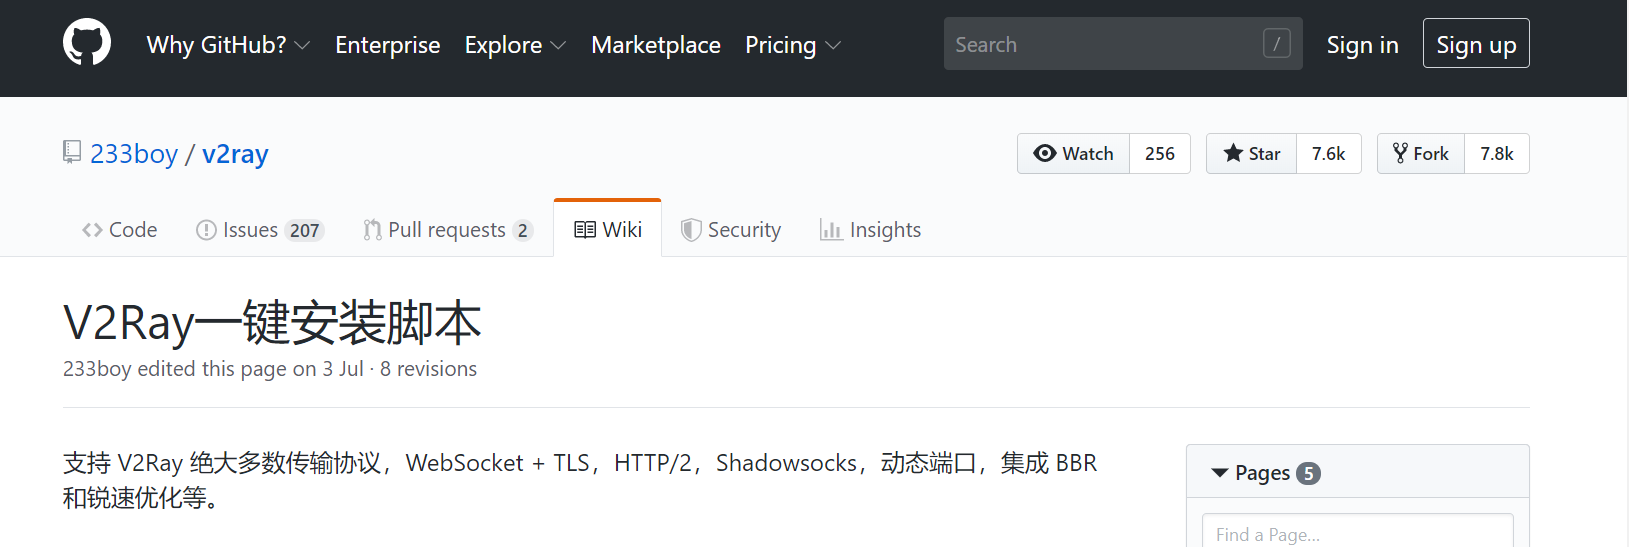 Why GitHub? Enterprise Explore Marketplace Pricing Search / Sign in Sign up
233boy / v2ray Watch 256 Star 7.6k Fork 7.8k
Code Issues 207 Pull requests 2 Wiki Security Insights
V2Ray一键安装脚本
233boy edited this page on 3 Jul · 8 revisions
支持 V2Ray 绝大多数传输协议，WebSocket + TLS，HTTP/2，Shadowsocks，动态端口，集成 BBR
和锐速优化等。
Pages 5
Find a Page...